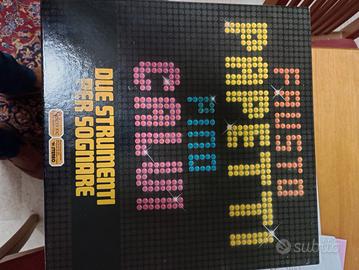 FAUSTO
PAPETTI
PINO
CALVI
DUE STRUMENTI
PER SOGNARE
subito